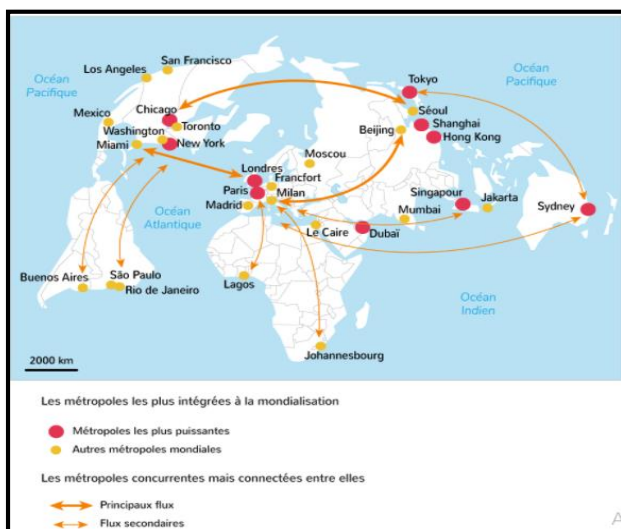 San Francisco
Los Angeles
Océan
Pacifique
Océan
Pacifique
Tokyo
Mexico
Chicago
Séoul
Toronto
Washington
Shanghai
Beijing
Hong Kong
Miami
New York
Moscou
Londres
Francfort
Paris
Milan
Madrid
Singapour
Jakarta
Sydney
Océan
Atlantique
Mumbai
Le Caire
Dubaï
Buenos Aires
São Paulo
Rio de Janeiro
Lagos
Océan
Indien
Johannesbourg
2000 km
Les métropoles les plus intégrées à la mondialisation
Métropoles les plus puissantes
Autres métropoles mondiales
Les métropoles concurrentes mais connectées entre elles
Principaux flux
Flux secondaires
A